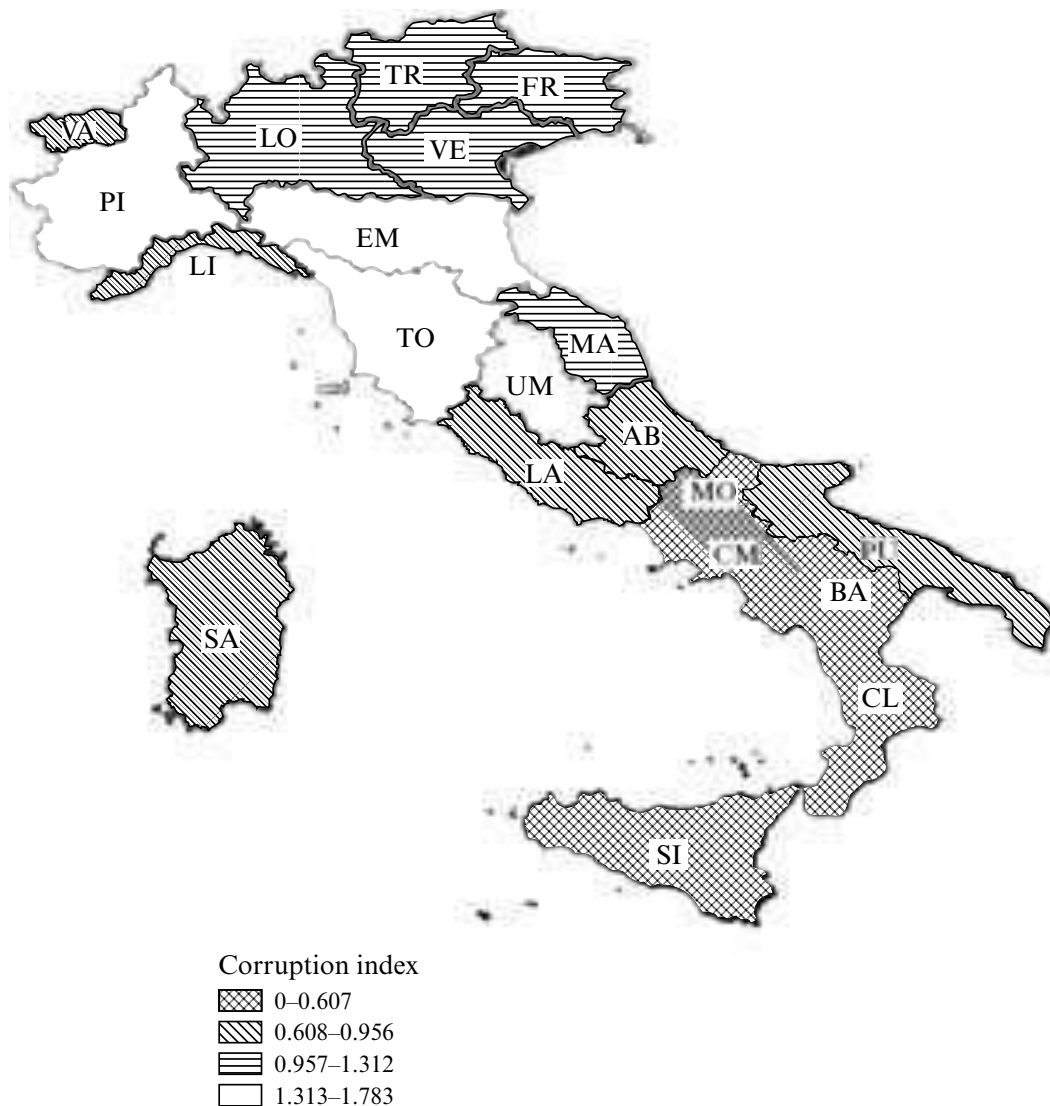 TR
FR
VA
LO
VE
PI
EM
LI
TO
MA
UM
AB
LA
MO
CM
PU
BA
SA
CL
SI
Corruption index
0–0.607
0.608–0.956
0.957–1.312
1.313–1.783